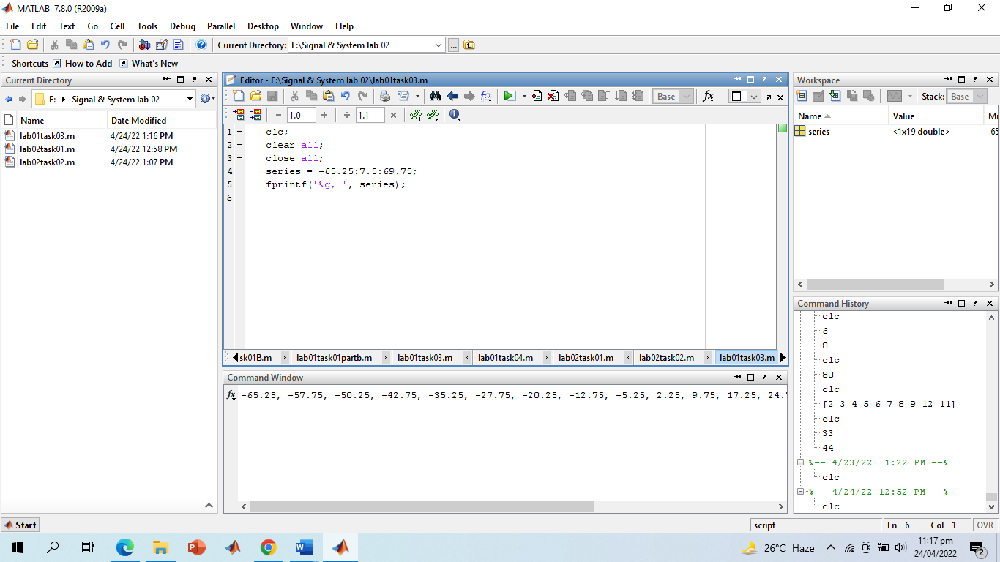 MATLAB 7.8.0 (R2009a)
File Edit Text Go Cell Tools Debug Parallel Desktop Window Help
Current Directory: F:\Signal & System lab 02 ...
Shortcuts How to Add What's New
Current Directory
F: Signal & System lab 02
Name Date Modified
lab01task03.m 4/24/22 1:16 PM
lab02task01.m 4/24/22 12:58 PM
lab02task02.m 4/24/22 1:07 PM
Editor - F:\Signal & System lab 02\lab01task03.m
Base fx
- 1.0 + ÷ 1.1 ×
1 - clc;
2 - clear all;
3 - close all;
4 - series = -65.25:7.5:69.75;
5 - fprintf('%g, ', series);
6
sk01B.m lab01task01partb.m lab01task03.m lab01task04.m lab02task01.m lab02task02.m lab01task03.m
Command Window
fx -65.25, -57.75, -50.25, -42.75, -35.25, -27.75, -20.25, -12.75, -5.25, 2.25, 9.75, 17.25, 24.
Workspace
Stack: Base
Name Value Mi
series <1x19 double> -65
Command History
clc
6
8
clc
80
clc
[2 3 4 5 6 7 8 9 12 11]
clc
33
44
%-- 4/23/22 1:22 PM --%
clc
%-- 4/24/22 12:52 PM --%
clc
Start
script Ln 6 Col 1 OVR
26°C Haze
11:17 pm
24/04/2022
2